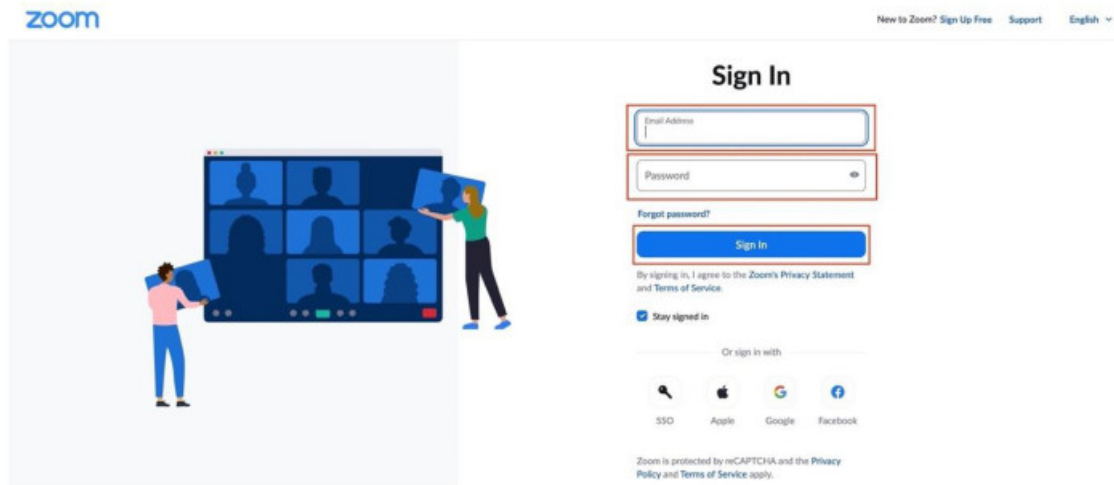 zoom
New to Zoom? Sign Up Free Support English
Sign In
Email Address
Password
Forgot password?
Sign In
By signing in, I agree to the Zoom's Privacy Statement
and Terms of Service.
Stay signed in
Or sign in with
SSO Apple Google Facebook
Zoom is protected by reCAPTCHA and the Privacy
Policy and Terms of Service apply.